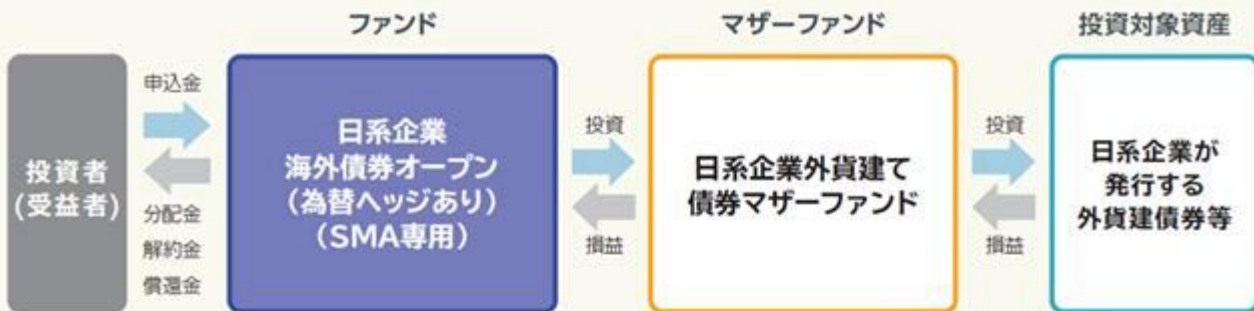 ファンド
マザーファンド
投資対象資産
投資者
(受益者)
申込金
分配金
解約金
償還金
日系企業
海外債券オープン
(為替ヘッジあり)
(SMA専用)
投資
損益
日系企業外貨建て
債券マザーファンド
投資
損益
日系企業が
発行する
外貨建債券等